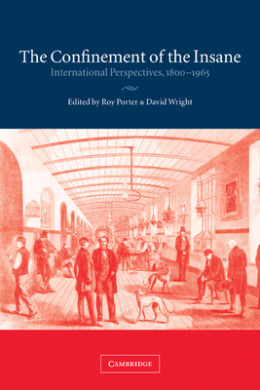 The Confinement of the Insane
International Perspectives, 1800–1965
Edited by Roy Porter & David Wright
CAMBRIDGE